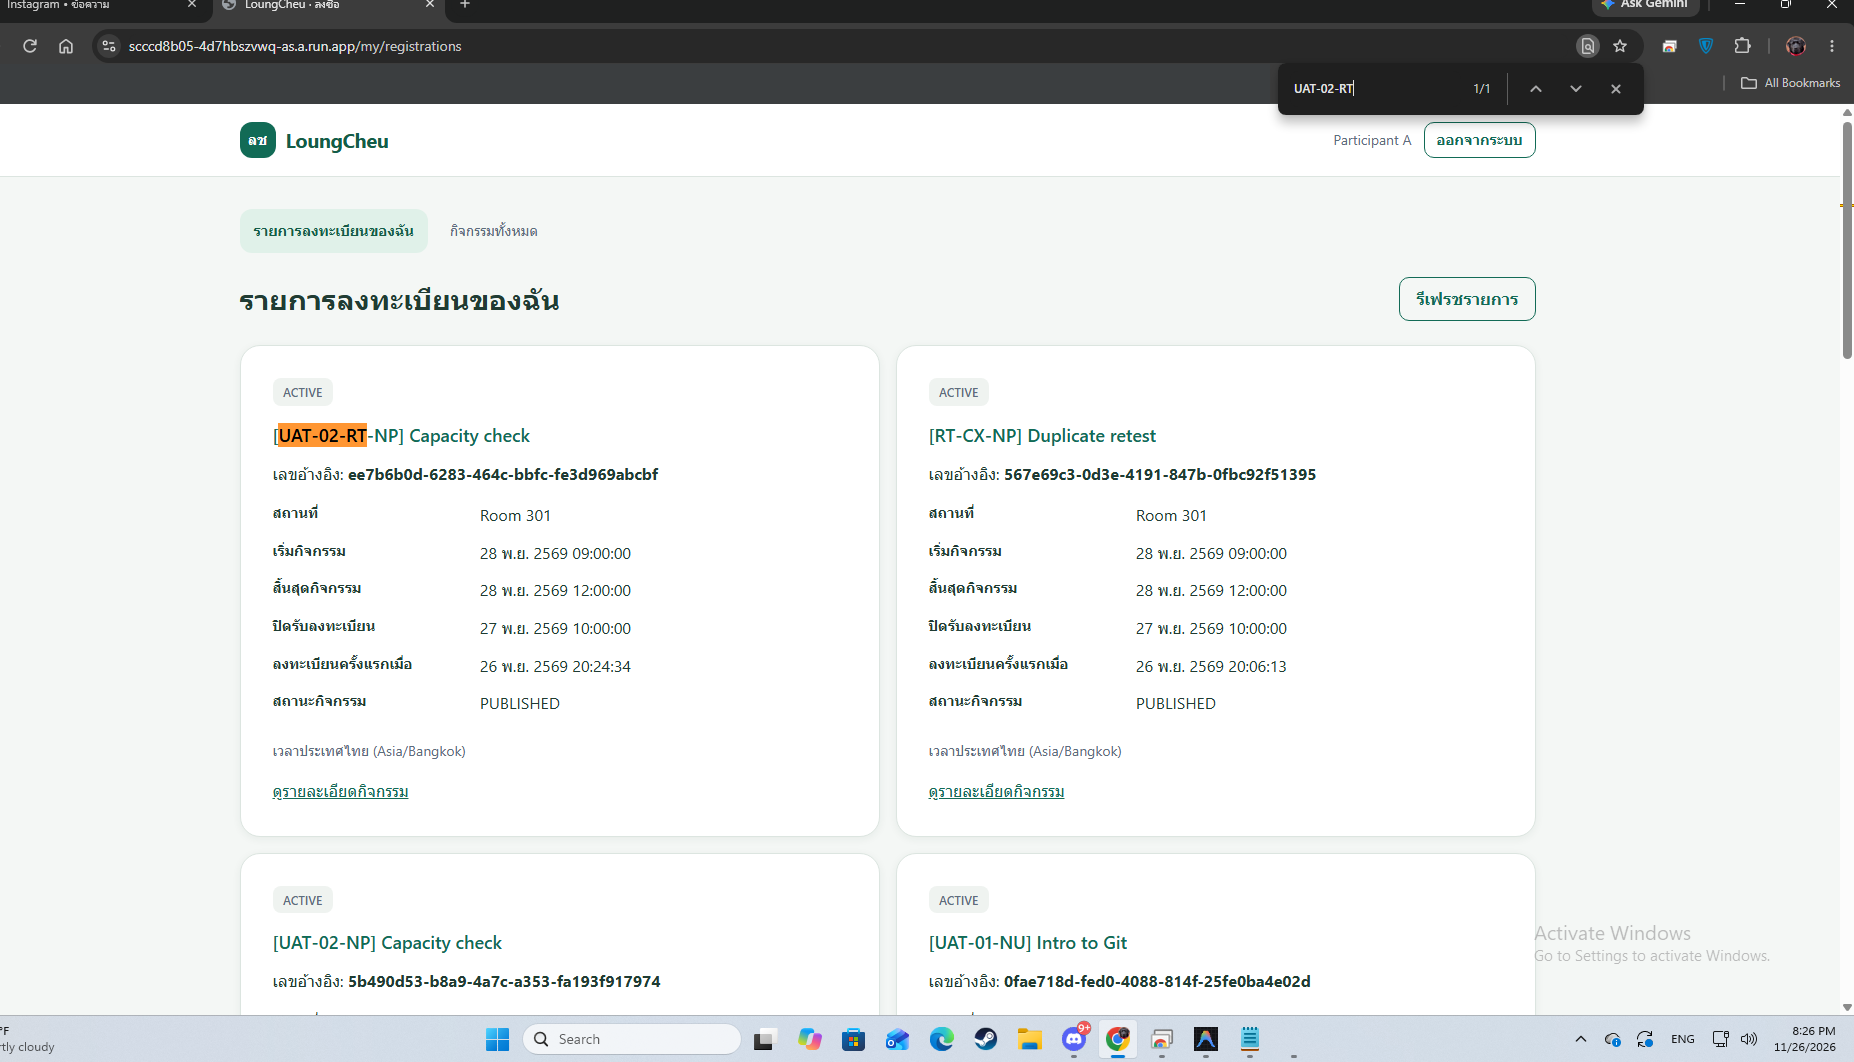 Instagram • ข้อความ
LoungCheu · ลงชื่อ
Ask Gemini
scccd8b05-4d7hbszvwq-as.a.run.app/my/registrations
UAT-02-RT
1/1
All Bookmarks
ลช
LoungCheu
Participant A
ออกจากระบบ
รายการลงทะเบียนของฉัน
กิจกรรมทั้งหมด
รายการลงทะเบียนของฉัน
รีเฟรชรายการ
ACTIVE
[UAT-02-RT-NP] Capacity check
เลขอ้างอิง: ee7b6b0d-6283-464c-bbfc-fe3d969abcbf
สถานที่ Room 301
เริ่มกิจกรรม 28 พ.ย. 2569 09:00:00
สิ้นสุดกิจกรรม 28 พ.ย. 2569 12:00:00
ปิดรับลงทะเบียน 27 พ.ย. 2569 10:00:00
ลงทะเบียนครั้งแรกเมื่อ 26 พ.ย. 2569 20:24:34
สถานะกิจกรรม PUBLISHED
เวลาประเทศไทย (Asia/Bangkok)
ดูรายละเอียดกิจกรรม
ACTIVE
[RT-CX-NP] Duplicate retest
เลขอ้างอิง: 567e69c3-0d3e-4191-847b-0fbc92f51395
สถานที่ Room 301
เริ่มกิจกรรม 28 พ.ย. 2569 09:00:00
สิ้นสุดกิจกรรม 28 พ.ย. 2569 12:00:00
ปิดรับลงทะเบียน 27 พ.ย. 2569 10:00:00
ลงทะเบียนครั้งแรกเมื่อ 26 พ.ย. 2569 20:06:13
สถานะกิจกรรม PUBLISHED
เวลาประเทศไทย (Asia/Bangkok)
ดูรายละเอียดกิจกรรม
ACTIVE
[UAT-02-NP] Capacity check
เลขอ้างอิง: 5b490d53-b8a9-4a7c-a353-fa193f917974
ACTIVE
[UAT-01-NU] Intro to Git
เลขอ้างอิง: 0fae718d-fed0-4088-814f-25fe0ba4e02d
Activate Windows
Go to Settings to activate Windows.
°F
rtly cloudy
Search
9+
ENG
8:26 PM
11/26/2026